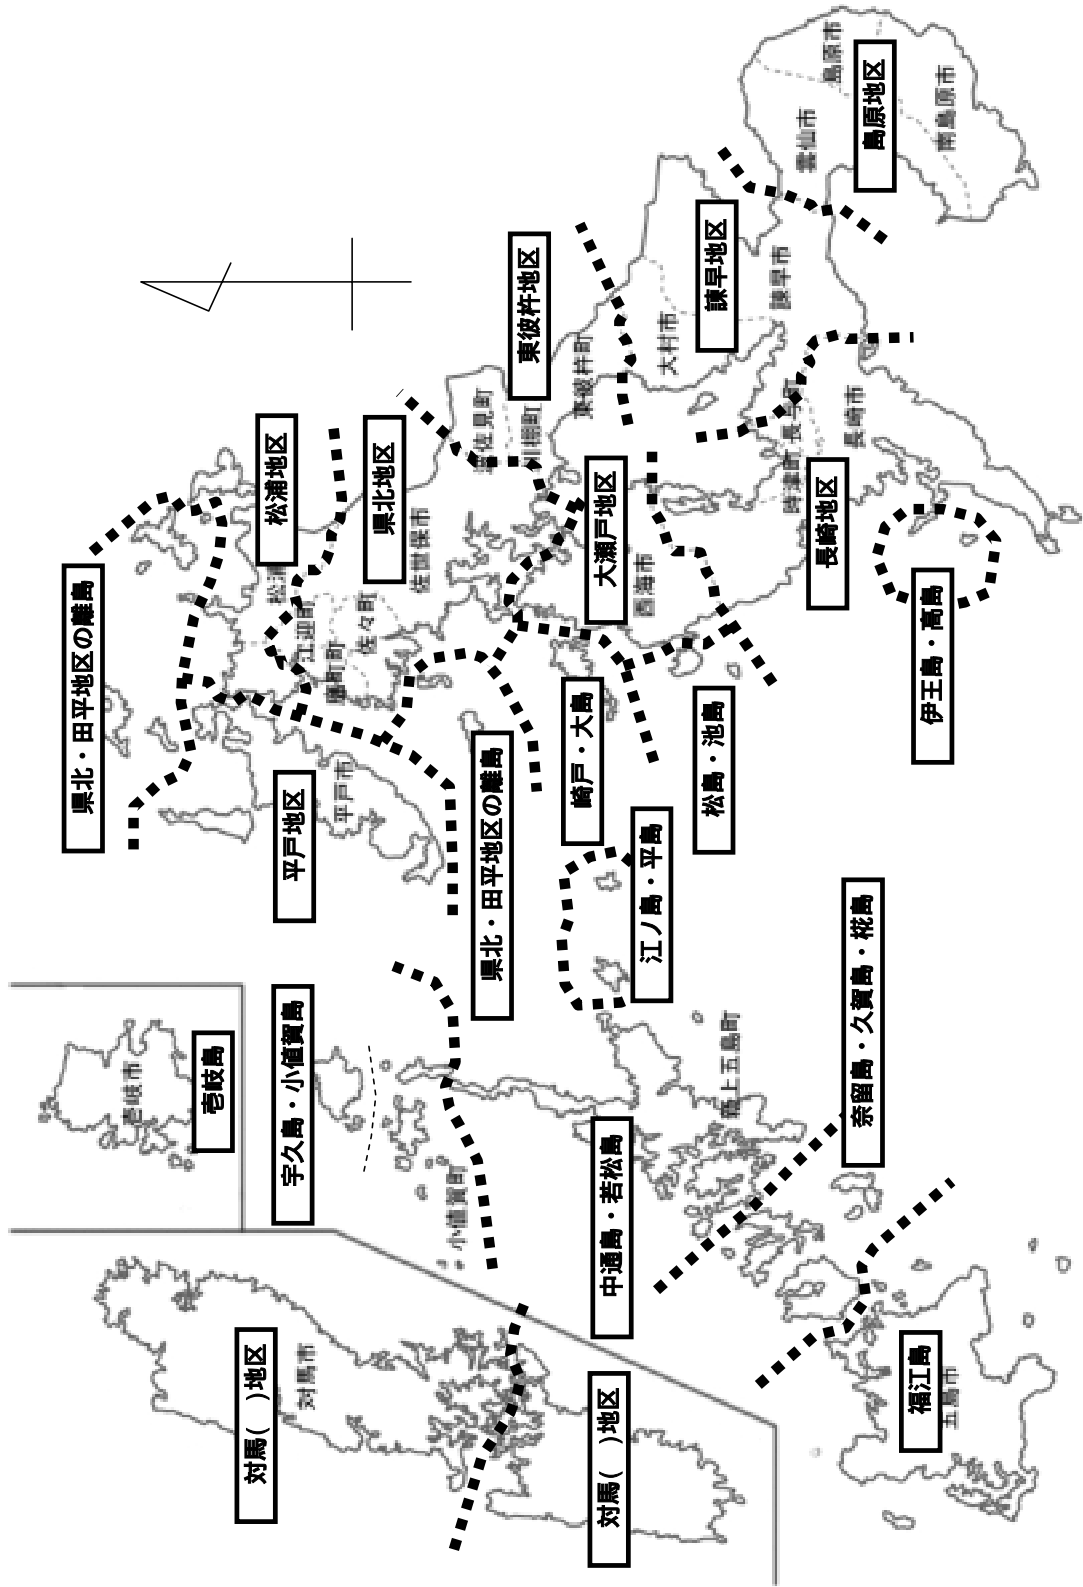 県北・田平地区の離島
松浦地区
県北地区
東彼杵地区
諫早地区
島原地区
島原市
雲仙市
南島原市
諫早市
大村市
東彼杵町
川棚町
波佐見町
佐世保市
佐々町
江迎町
鹿町町
大瀬戸地区
西海市
長与町
時津町
長崎市
長崎地区
伊王島・高島
松島・池島
崎戸・大島
江ノ島・平島
県北・田平地区の離島
平戸地区
平戸市
壱岐市
壱岐島
宇久島・小値賀島
小値賀町
中通島・若松島
新上五島町
奈留島・久賀島・椛島
福江島
五島市
対馬( )地区
対馬市
対馬( )地区